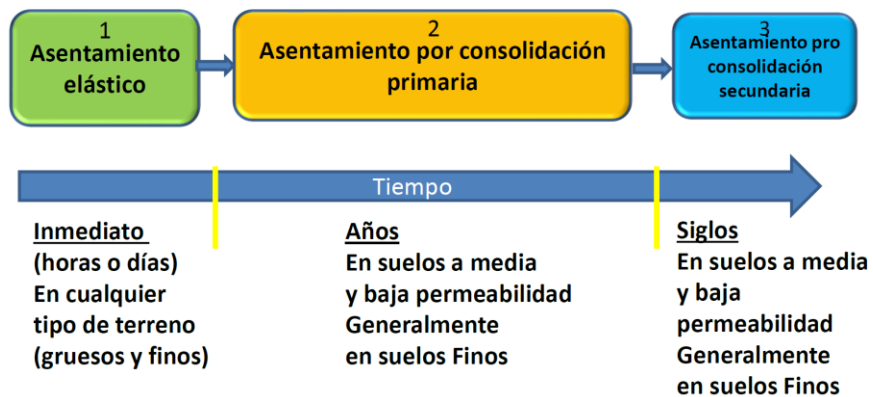 1
Asentamiento
elástico
2
Asentamiento por consolidación
primaria
3
Asentamiento pro
consolidación
secundaria
Tiempo
Inmediato
(horas o días)
En cualquier
tipo de terreno
(gruesos y finos)
Años
En suelos a media
y baja permeabilidad
Generalmente
en suelos Finos
Siglos
En suelos a media
y baja
permeabilidad
Generalmente
en suelos Finos